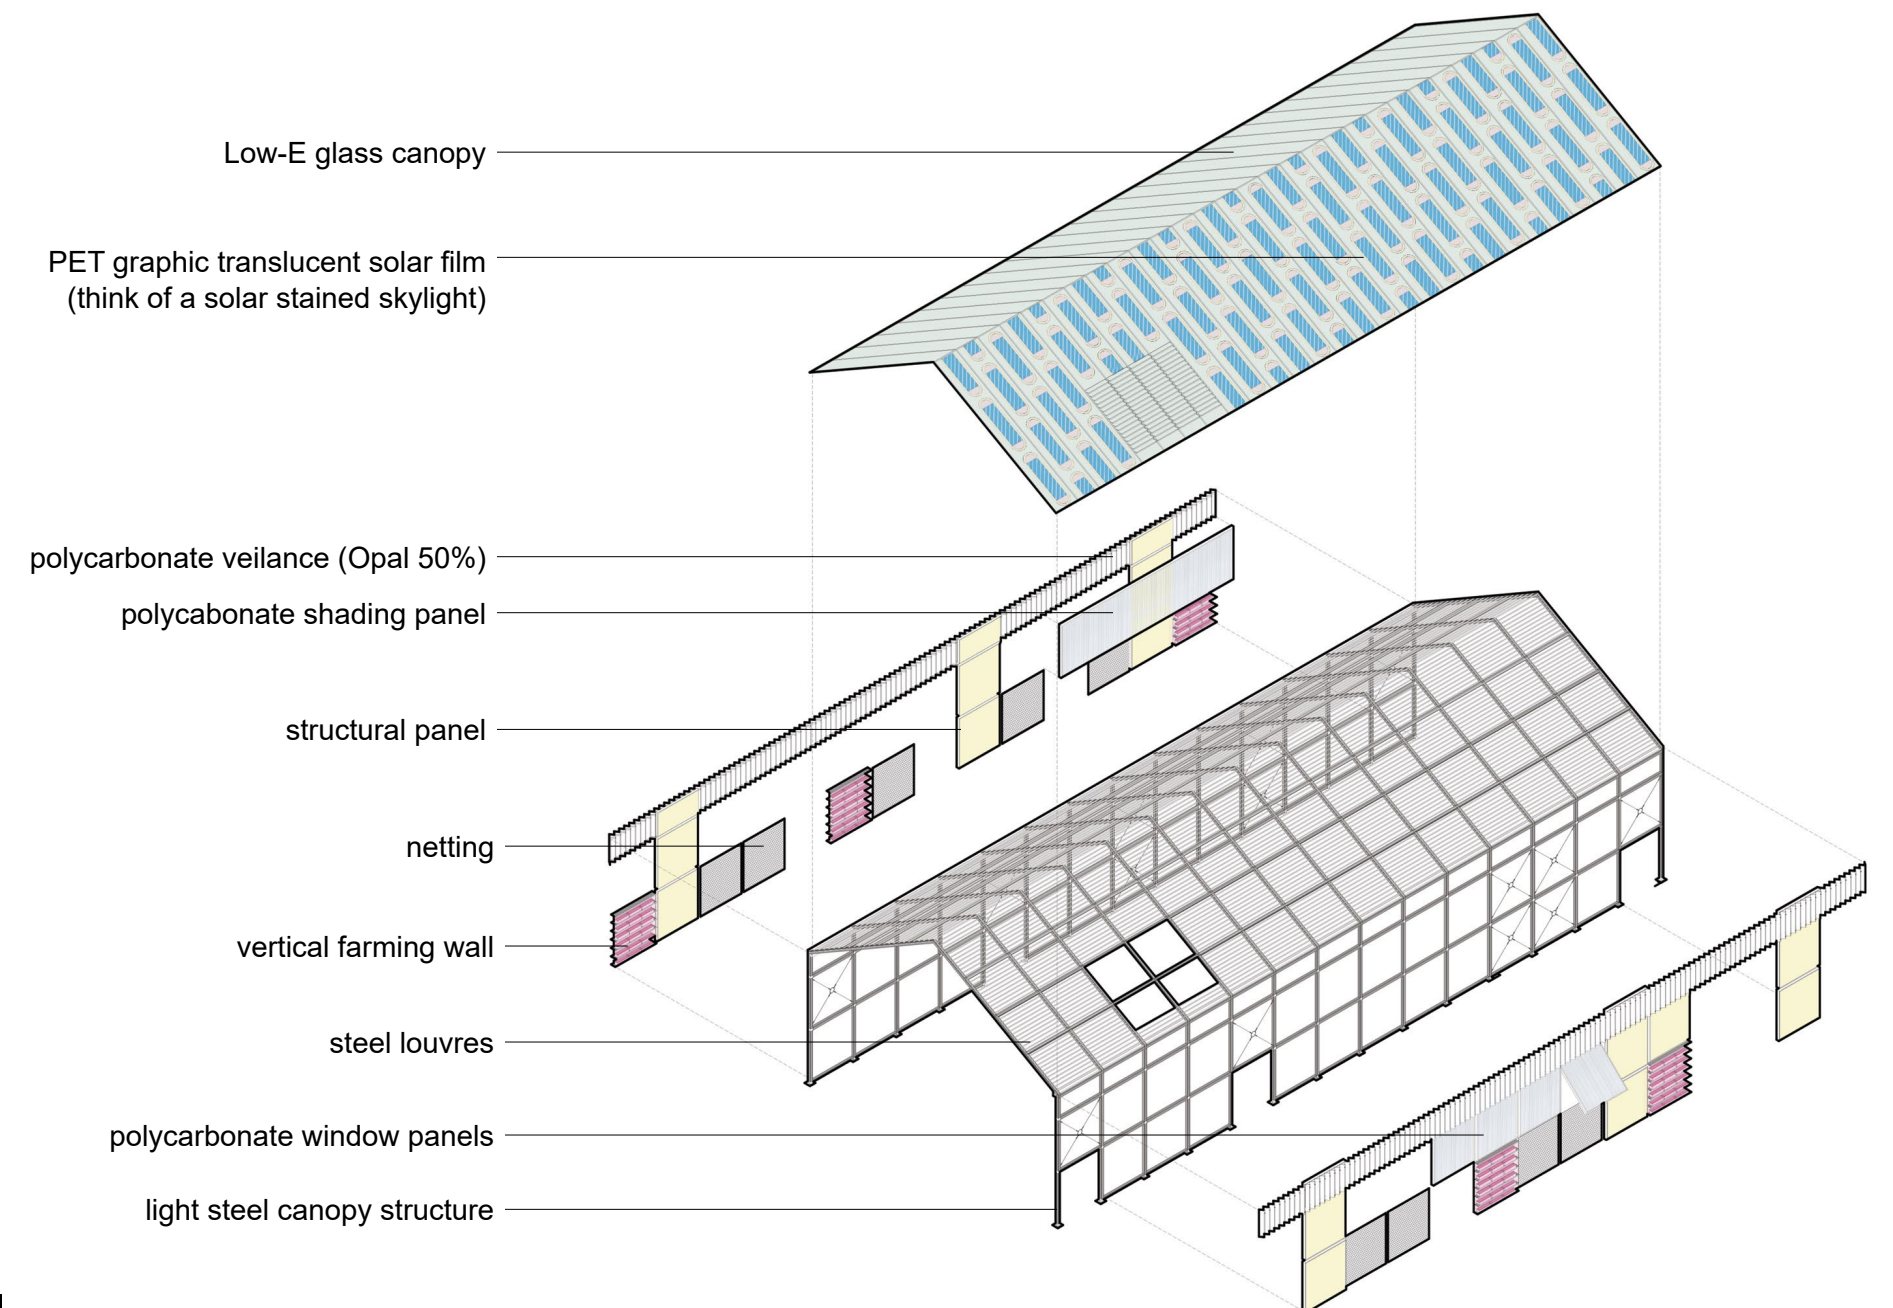 Low-E glass canopy
PET graphic translucent solar film
(think of a solar stained skylight)
polycarbonate veilance (Opal 50%)
polycabonate shading panel
structural panel
netting
vertical farming wall
steel louvres
polycarbonate window panels
light steel canopy structure